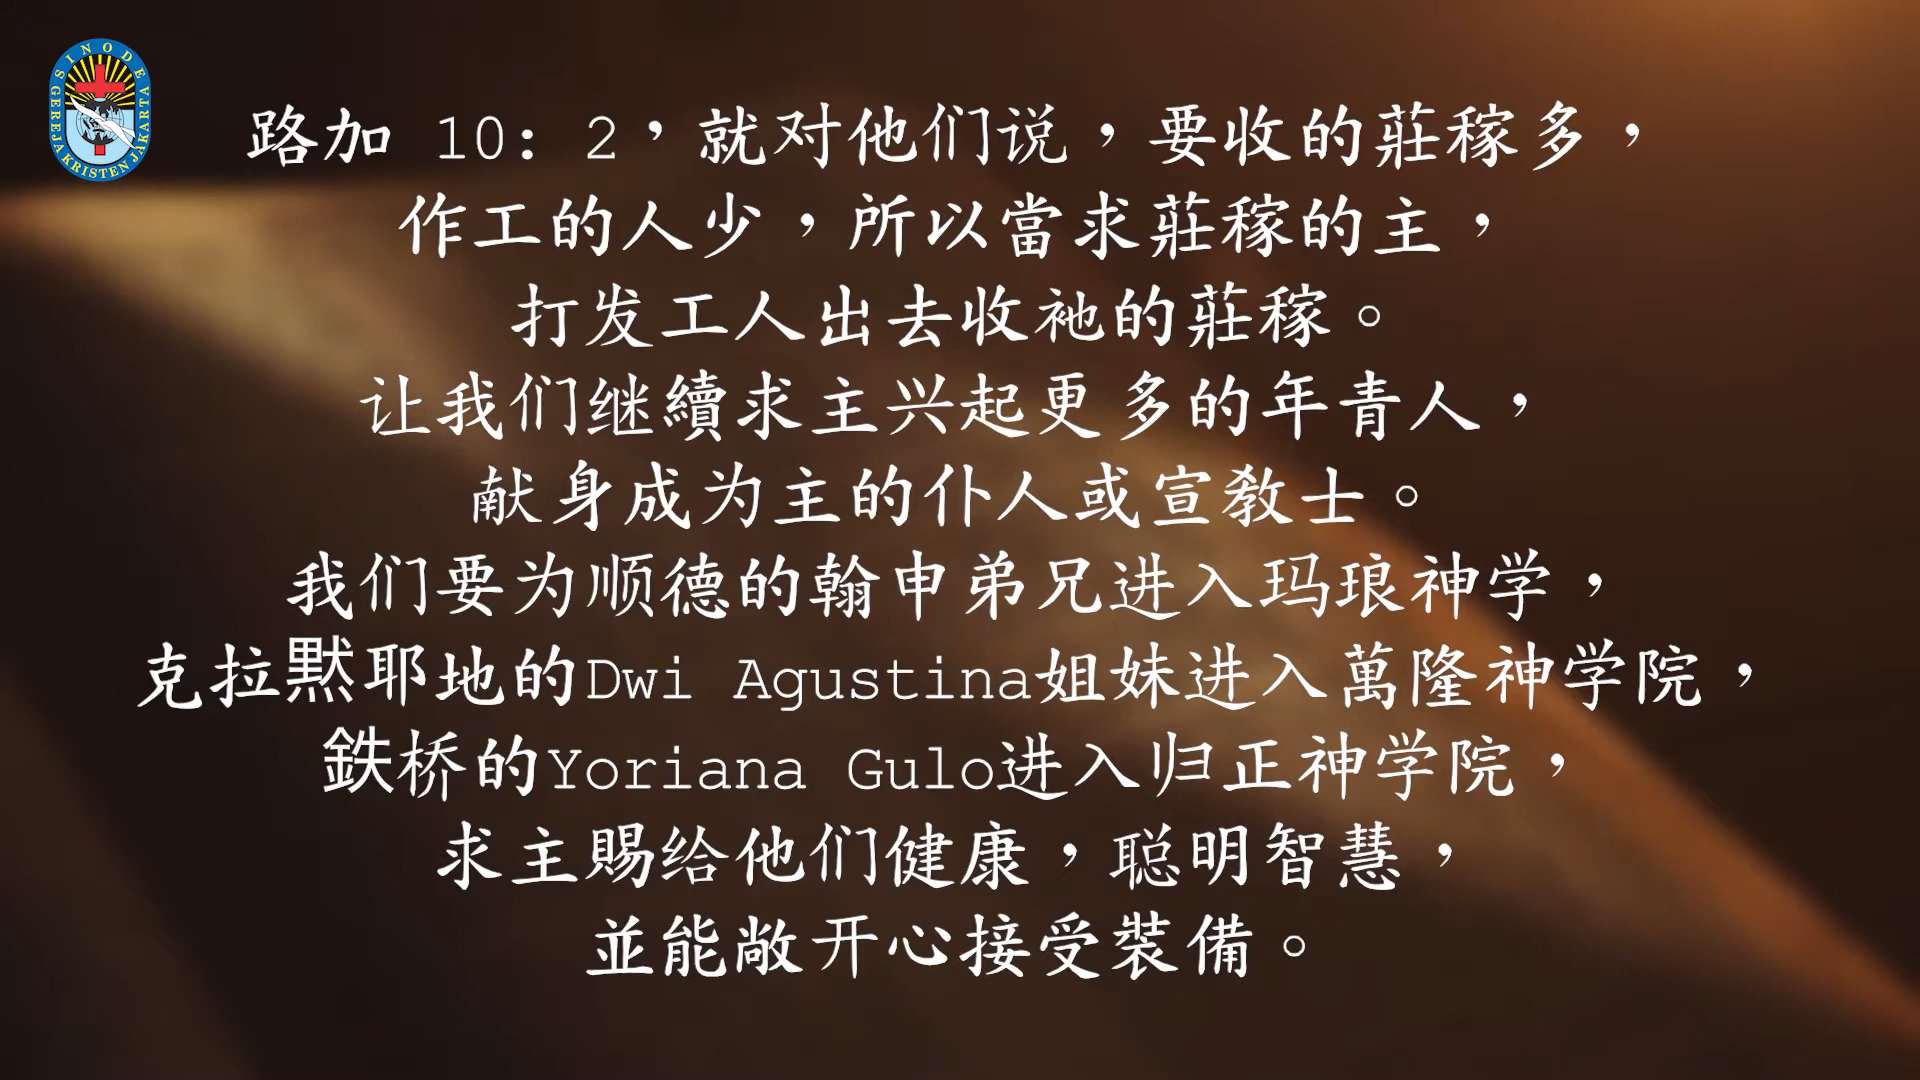 SINODE GEREJA KRISTEN JAKARTA
路加 10: 2，就对他们说，要收的莊稼多，
作工的人少，所以當求莊稼的主，
打发工人出去收祂的莊稼。
让我们继續求主兴起更多的年青人，
献身成为主的仆人或宣教士。
我们要为顺德的翰申弟兄进入玛琅神学，
克拉黙耶地的Dwi Agustina姐妹进入萬隆神学院，
鉄桥的Yoriana Gulo进入归正神学院，
求主赐给他们健康，聪明智慧，
並能敞开心接受裝備。